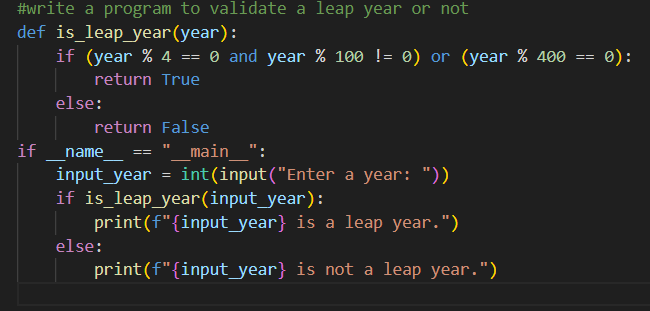 #write a program to validate a leap year or not
def is_leap_year(year):
    if (year % 4 == 0 and year % 100 != 0) or (year % 400 == 0):
        return True
    else:
        return False
if __name__ == "__main__":
    input_year = int(input("Enter a year: "))
    if is_leap_year(input_year):
        print(f"{input_year} is a leap year.")
    else:
        print(f"{input_year} is not a leap year.")